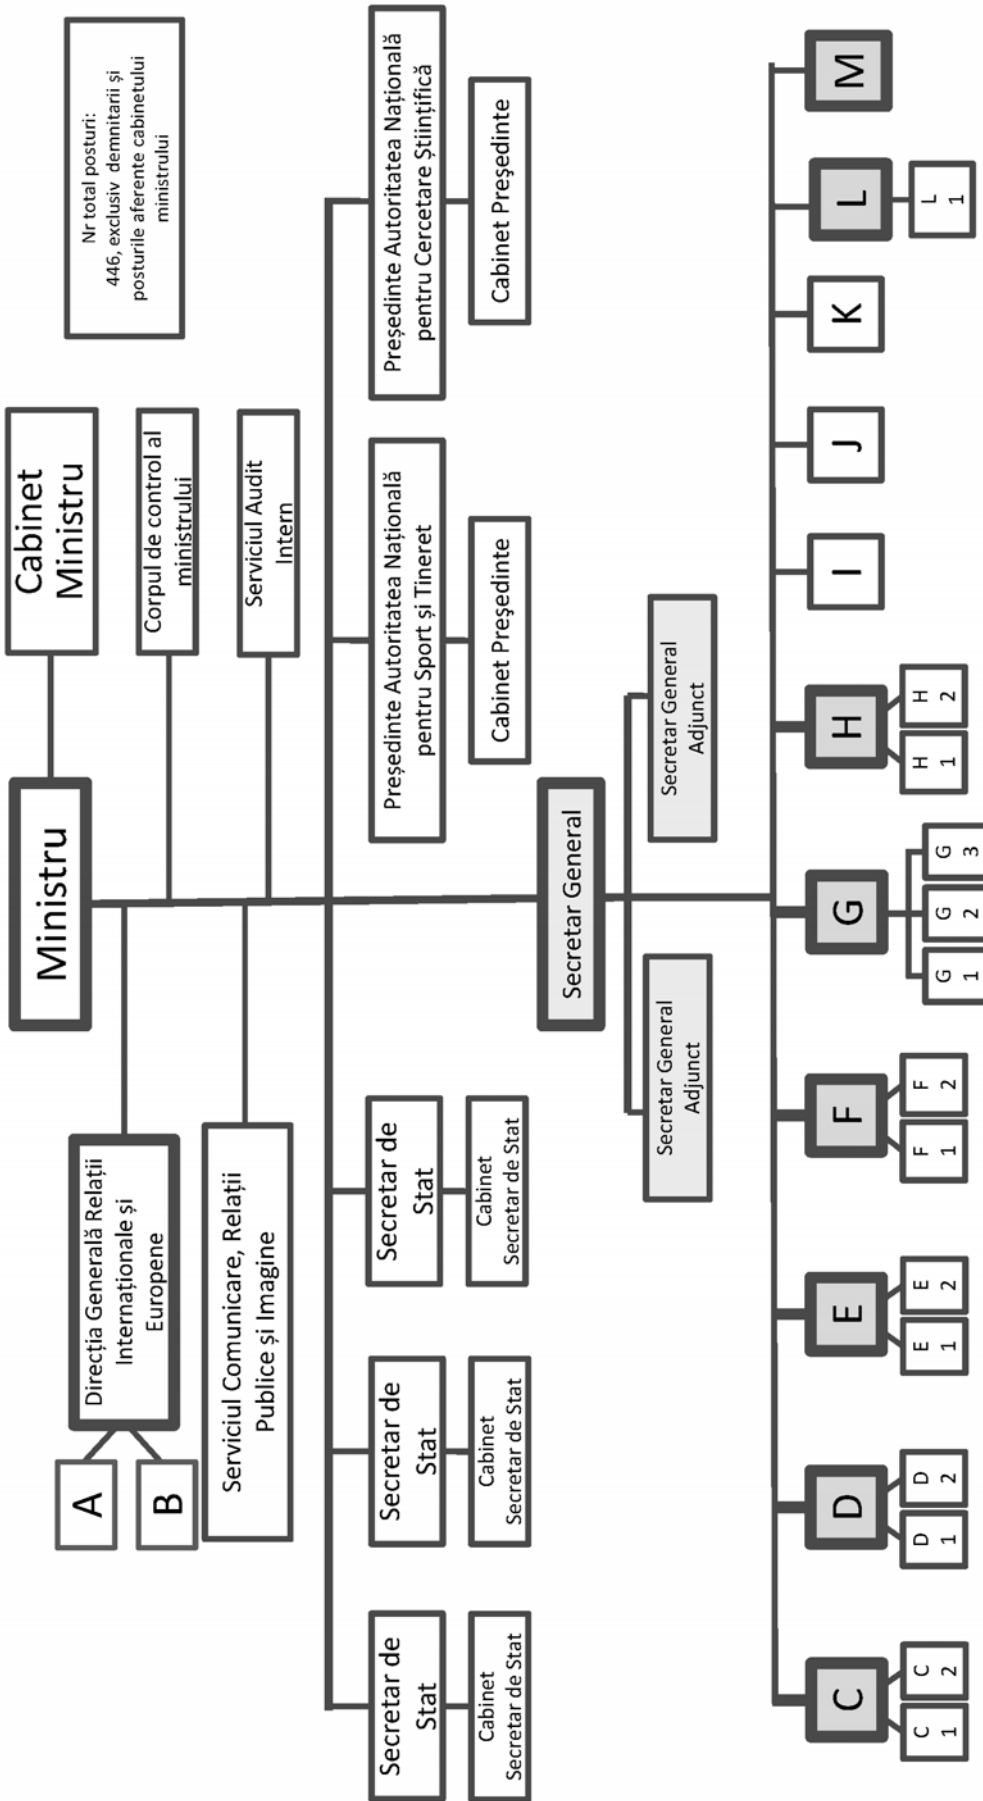 Ministru
Cabinet
Ministru
Nr total posturi:
446, exclusiv demnitarii și
posturile aferente cabinetului
ministrului
Corpul de control al
ministrului
Serviciul Audit
Intern
Direcția Generală Relații
Internaționale și
Europene
A
B
Serviciul Comunicare, Relații
Publice și Imagine
Secretar de
Stat
Cabinet
Secretar de Stat
Secretar de
Stat
Cabinet
Secretar de Stat
Secretar de
Stat
Cabinet
Secretar de Stat
Președinte Autoritatea Națională
pentru Sport și Tineret
Cabinet Președinte
Președinte Autoritatea Națională
pentru Cercetare Științifică
Cabinet Președinte
Secretar General
Secretar General
Adjunct
Secretar General
Adjunct
C
C
1
C
2
D
D
1
D
2
E
E
1
E
2
F
F
1
F
2
G
G
1
G
2
G
3
H
H
1
H
2
I
J
K
L
L
1
M